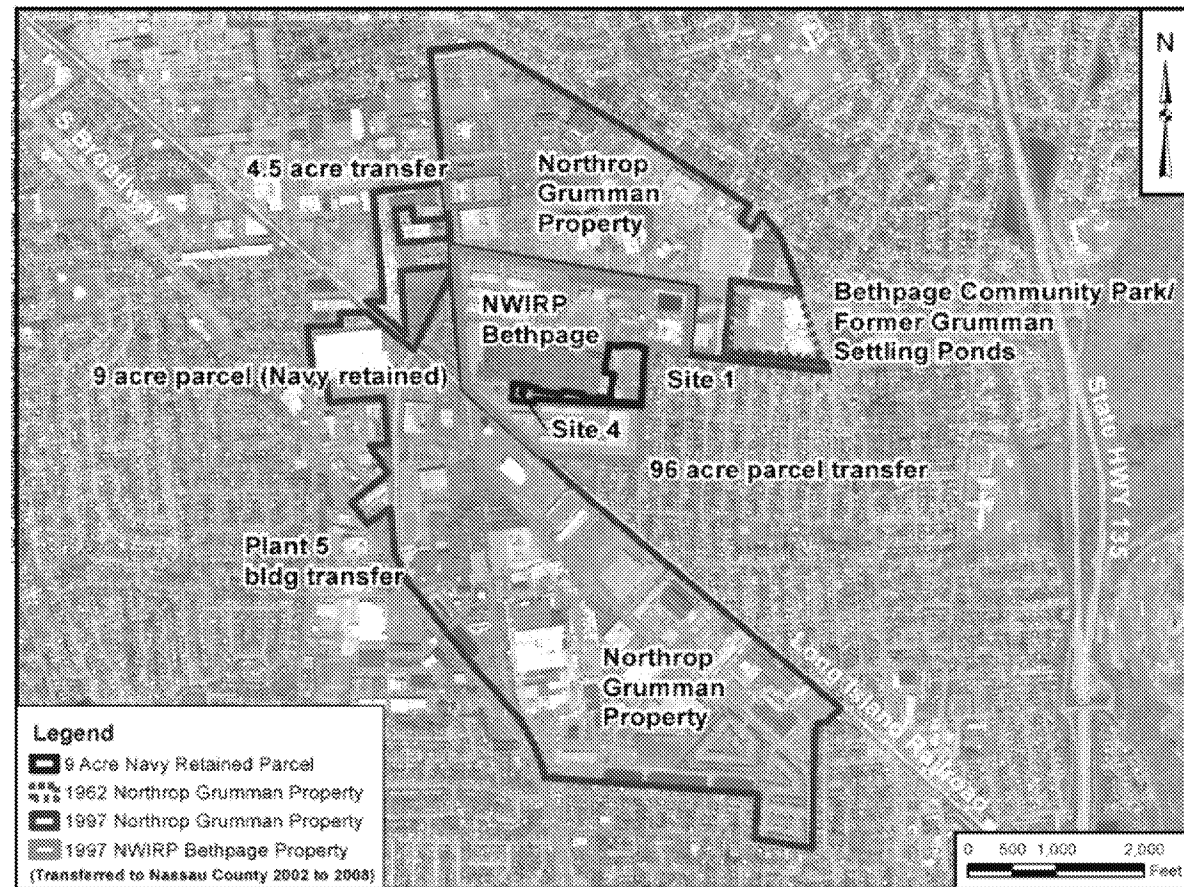 N
S Broadway
4.5 acre transfer
Northrop
Grumman
Property
NWIRP
Bethpage
Bethpage Community Park/
Former Grumman
Settling Ponds
9 acre parcel (Navy retained)
Site 1
Site 4
96 acre parcel transfer
State HWY 135
Plant 5
bldg transfer
Northrop
Grumman
Property
Long Island Railroad
Legend
9 Acre Navy Retained Parcel
1962 Northrop Grumman Property
1997 Northrop Grumman Property
1997 NWIRP Bethpage Property
(Transferred to Nassau County 2002 to 2008)
0 500 1,000 2,000
Feet